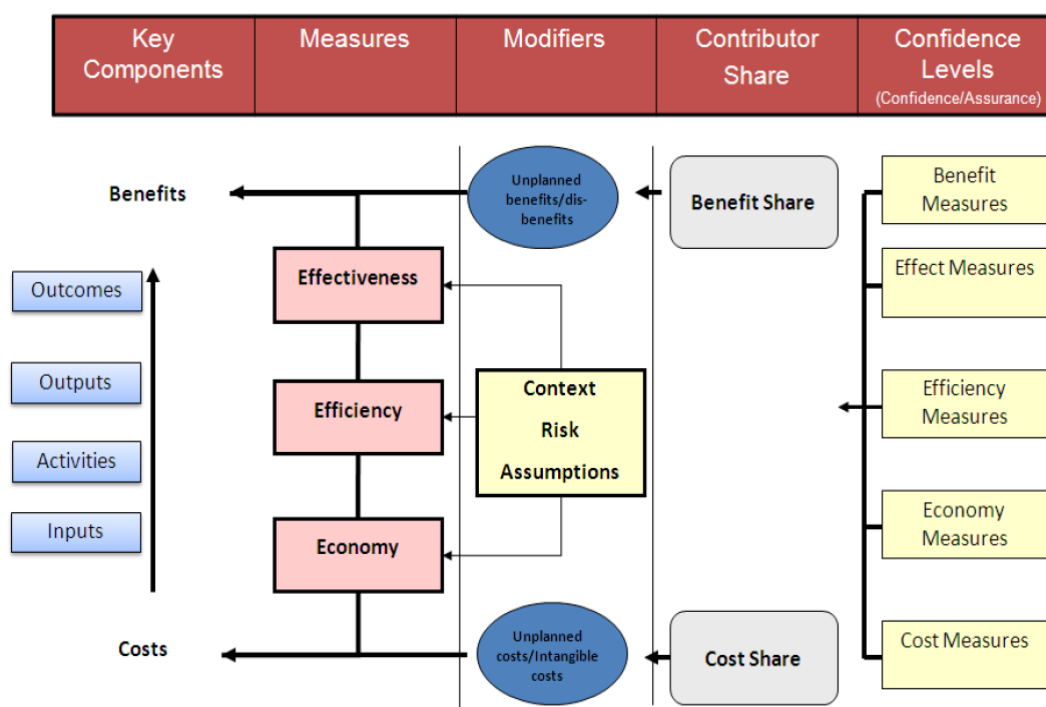 Key
Components
Measures
Modifiers
Contributor
Share
Confidence
Levels
(Confidence/Assurance)
Benefits
Outcomes
Outputs
Activities
Inputs
Costs
Effectiveness
Efficiency
Economy
Unplanned
benefits/dis-
benefits
Context
Risk
Assumptions
Unplanned
costs/Intangible
costs
Benefit Share
Cost Share
Benefit
Measures
Effect Measures
Efficiency
Measures
Economy
Measures
Cost Measures